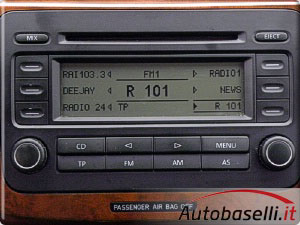 MIX EJECT
RAI103.3 FM1 RADIO1
DEEJAY R 101 NEWS
RADIO 24 TP R 101
CD MENU
TP FM AM AS
PASSENGER AIR BAG OFF
Autobaselli.it